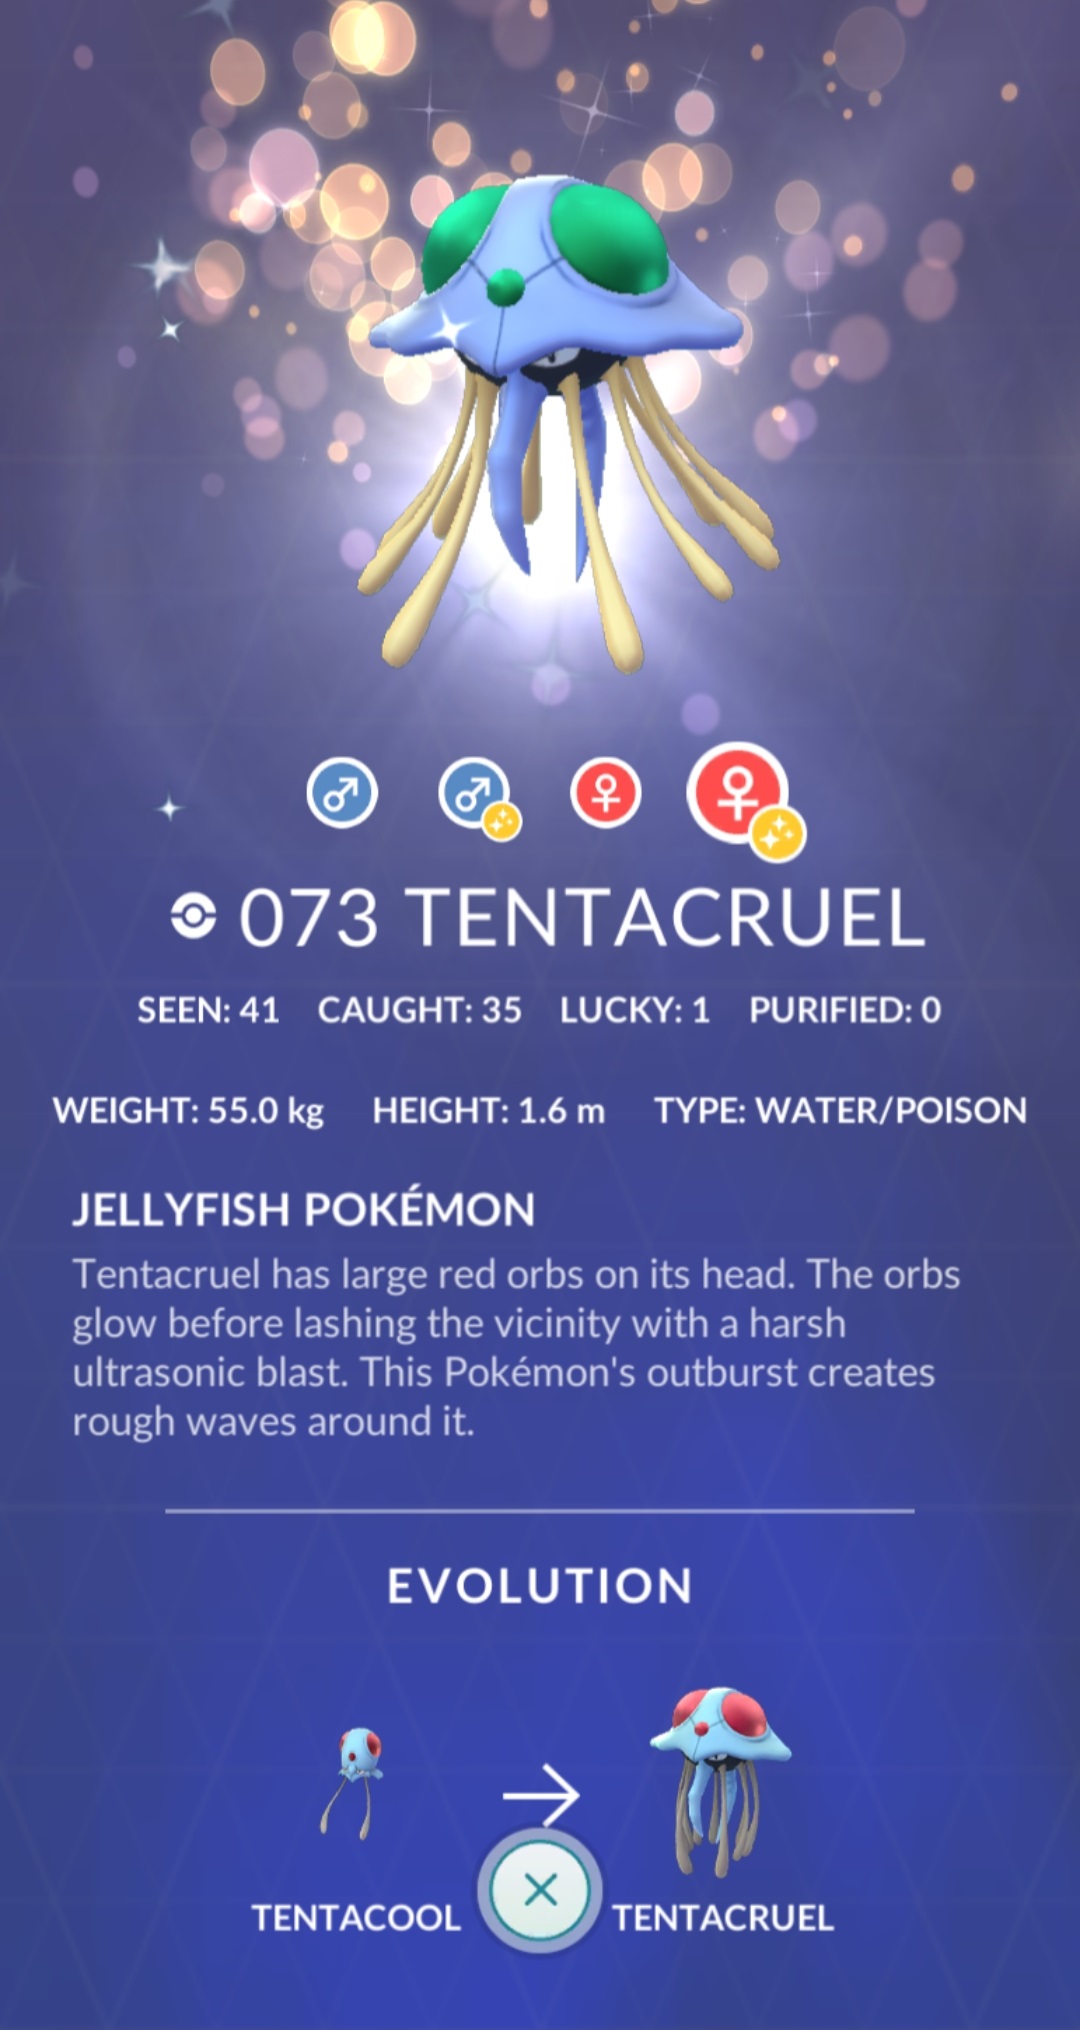 073 TENTACRUEL
SEEN: 41 CAUGHT: 35 LUCKY: 1 PURIFIED: 0
WEIGHT: 55.0 kg HEIGHT: 1.6 m TYPE: WATER/POISON
JELLYFISH POKÉMON
Tentacruel has large red orbs on its head. The orbs
glow before lashing the vicinity with a harsh
ultrasonic blast. This Pokémon's outburst creates
rough waves around it.
EVOLUTION
TENTACOOL TENTACRUEL